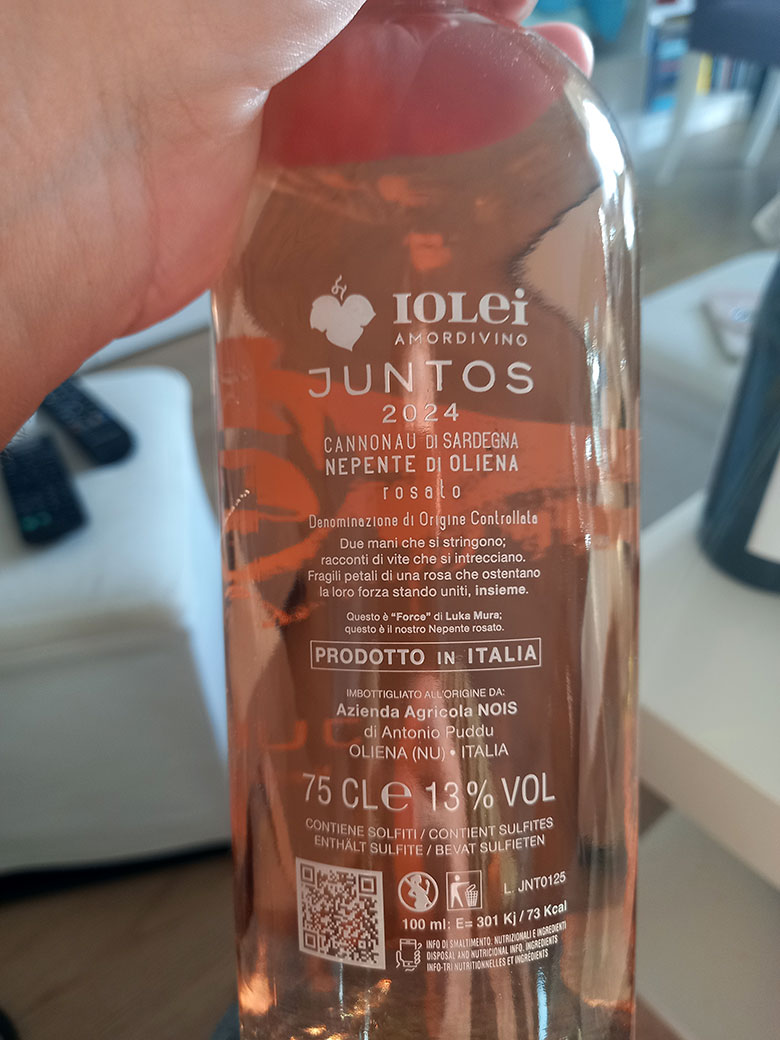 IOLEI
AMORDIVINO
JUNTOS
2024
CANNONAU DI SARDEGNA
NEPENTE DI OLIENA
rosato
Denominazione di Origine Controllata
Due mani che si stringono;
racconti di vite che si intrecciano.
Fragili petali di una rosa che ostentano
la loro forza stando uniti, insieme.
Questo è “Force” di Luka Mura;
questo è il nostro Nepente rosato.
PRODOTTO IN ITALIA
IMBOTTIGLIATO ALL'ORIGINE DA:
Azienda Agricola NOIS
di Antonio Puddu
OLIENA (NU) • ITALIA
75 CL e 13% VOL
CONTIENE SOLFITI / CONTIENT SULFITES
ENTHÄLT SULFITE / BEVAT SULFIETEN
L. JNT0125
100 ml: E= 301 Kj / 73 Kcal
INFO DI SMALTIMENTO, NUTRIZIONALI E INGREDIENTI
DISPOSAL AND NUTRITIONAL INFO, INGREDIENTS
INFO-TRI NUTRITIONNELLES ET INGRÉDIENTS